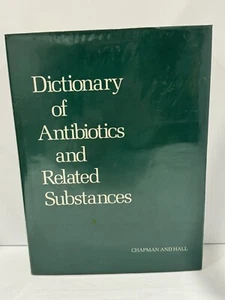 Dictionary
of
Antibiotics
and
Related
Substances
CHAPMAN AND HALL